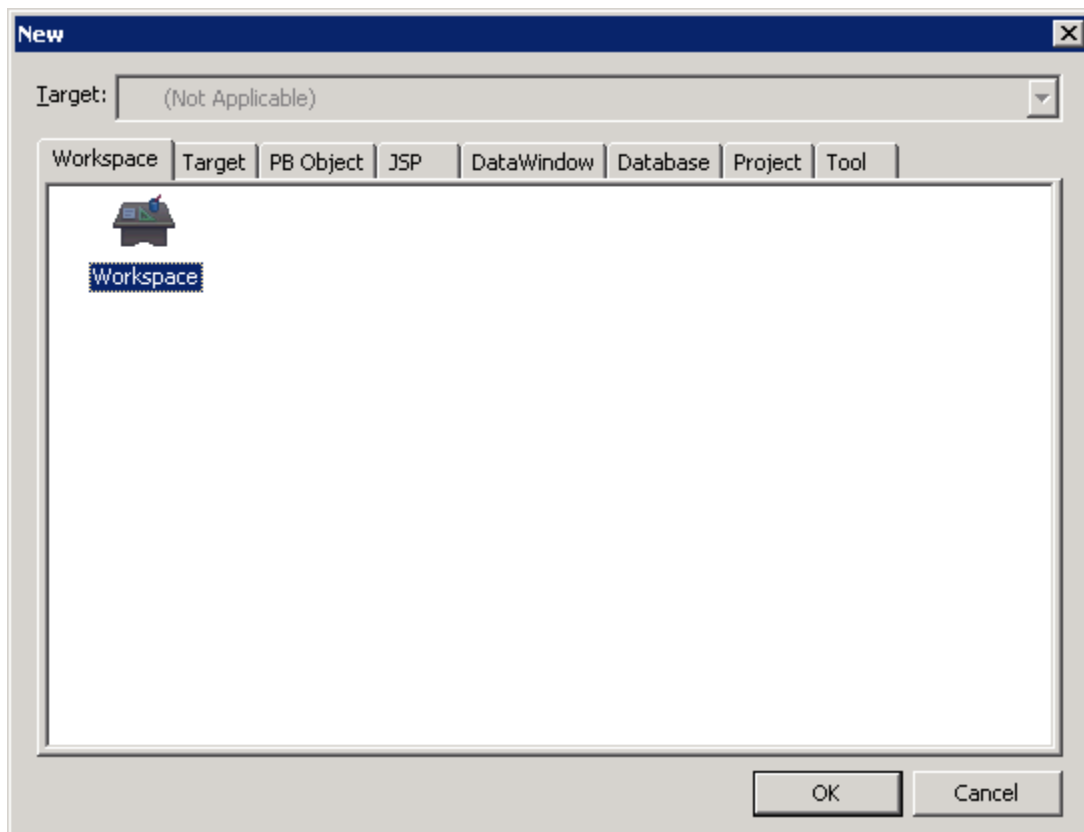 New
Target: (Not Applicable)
Workspace Target PB Object JSP DataWindow Database Project Tool
Workspace
OK Cancel